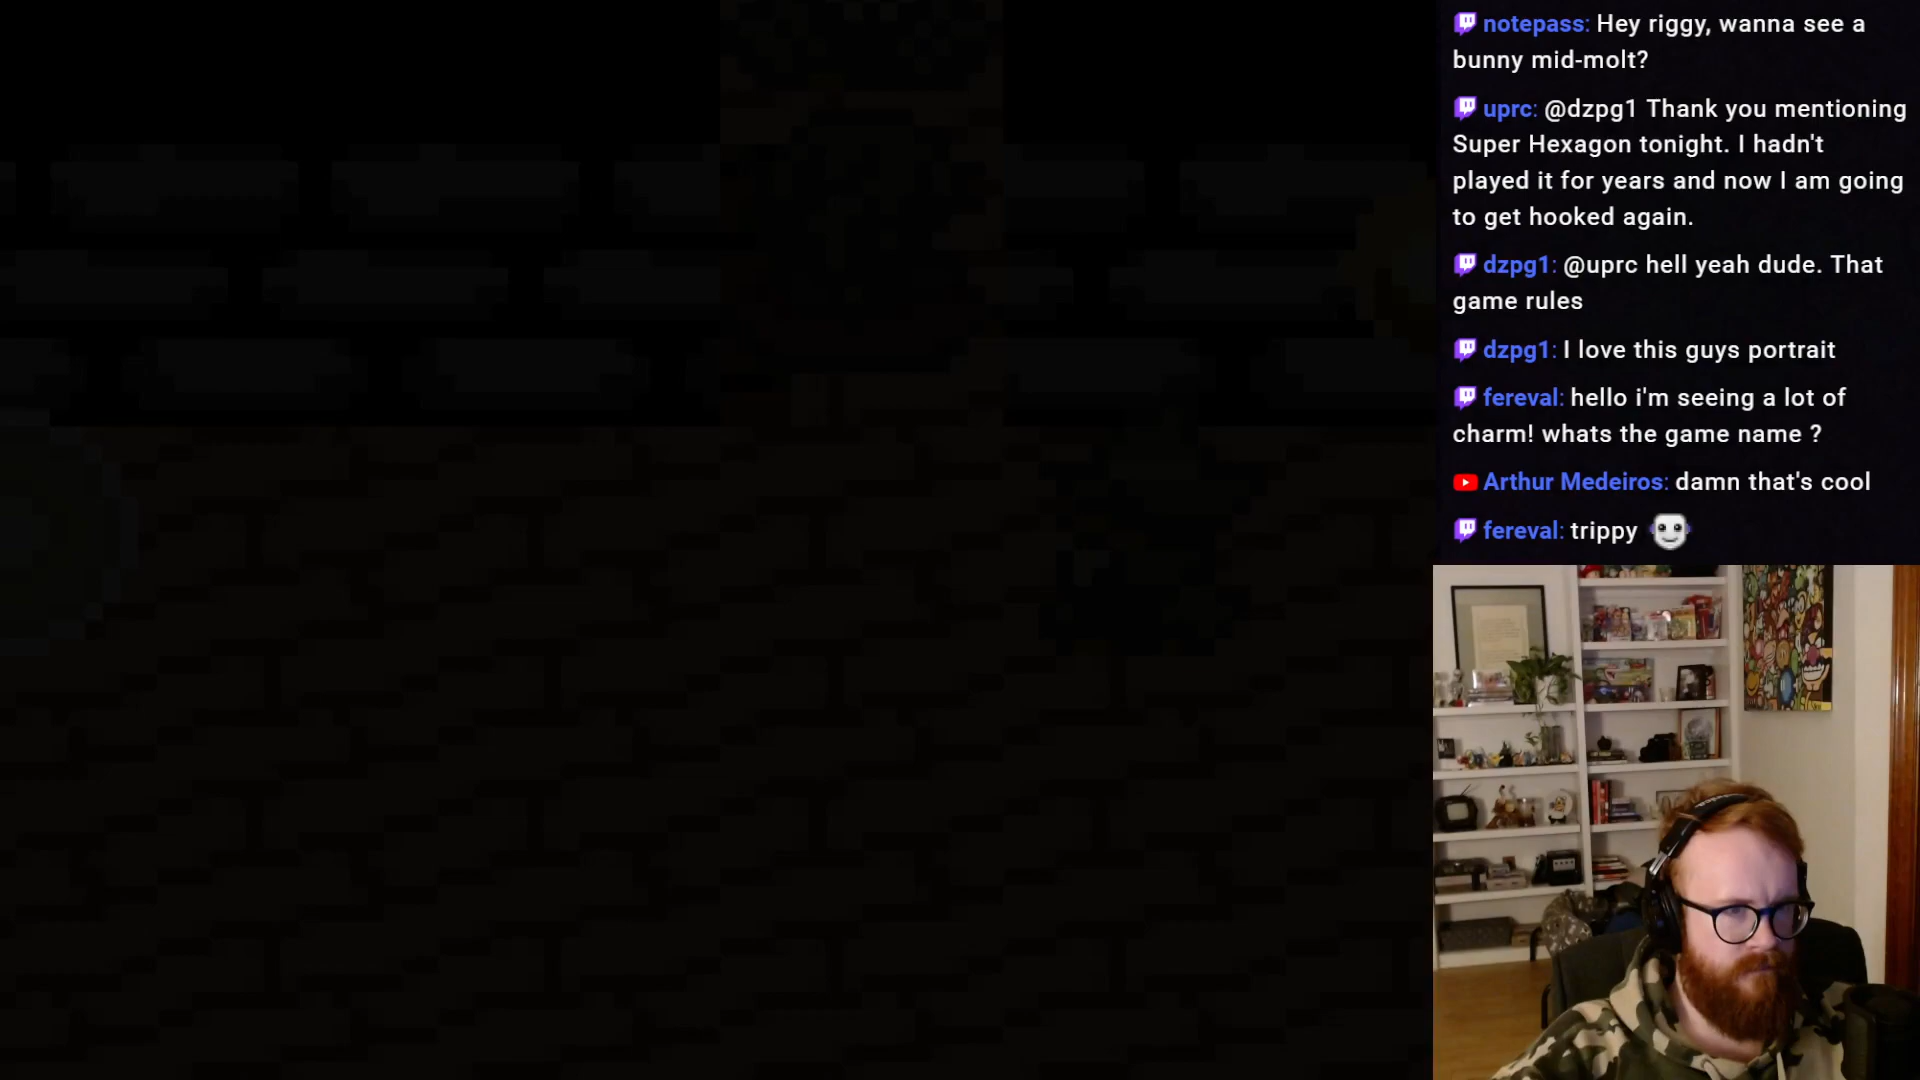 notepass: Hey riggy, wanna see a
bunny mid-molt?
uprc: @dzpg1 Thank you mentioning
Super Hexagon tonight. I hadn't
played it for years and now I am going
to get hooked again.
dzpg1: @uprc hell yeah dude. That
game rules
dzpg1: I love this guys portrait
fereval: hello i'm seeing a lot of
charm! whats the game name ?
Arthur Medeiros: damn that's cool
fereval: trippy